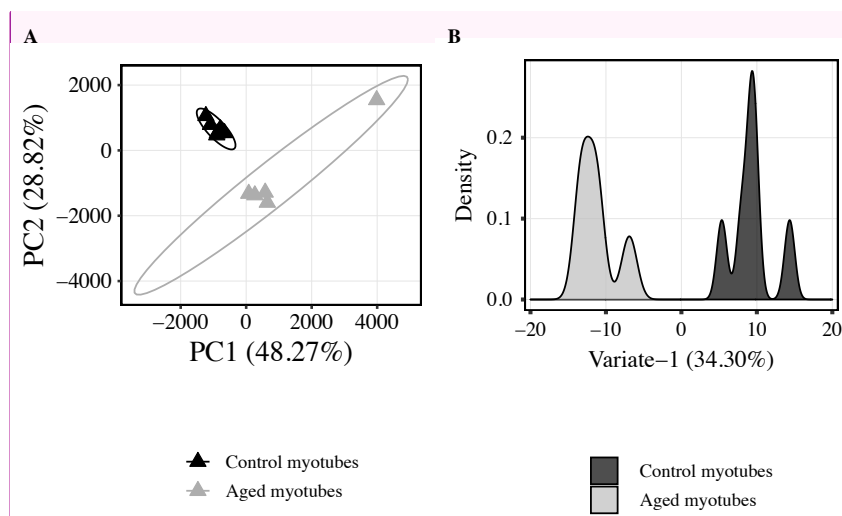 A
B
PC2 (28.82%)
2000
0
−2000
−4000
−2000 0 2000 4000
PC1 (48.27%)
Density
0.2
0.1
0.0
−20 −10 0 10 20
Variate−1 (34.30%)
Control myotubes
Aged myotubes
Control myotubes
Aged myotubes